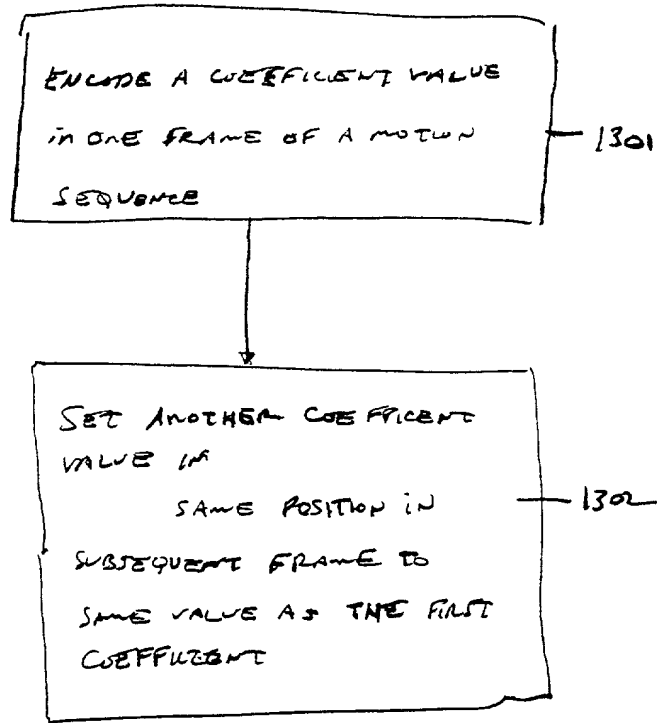 ENCODE A COEFFICIENT VALUE
in ONE FRAME OF A MOTION
SEQUENCE
1301
SET ANOTHER COEFFICENT
VALUE IN
SAME POSITION IN
SUBSEQUENT FRAME TO
SAME VALUE AS THE FIRST
COEFFICIENT
1302